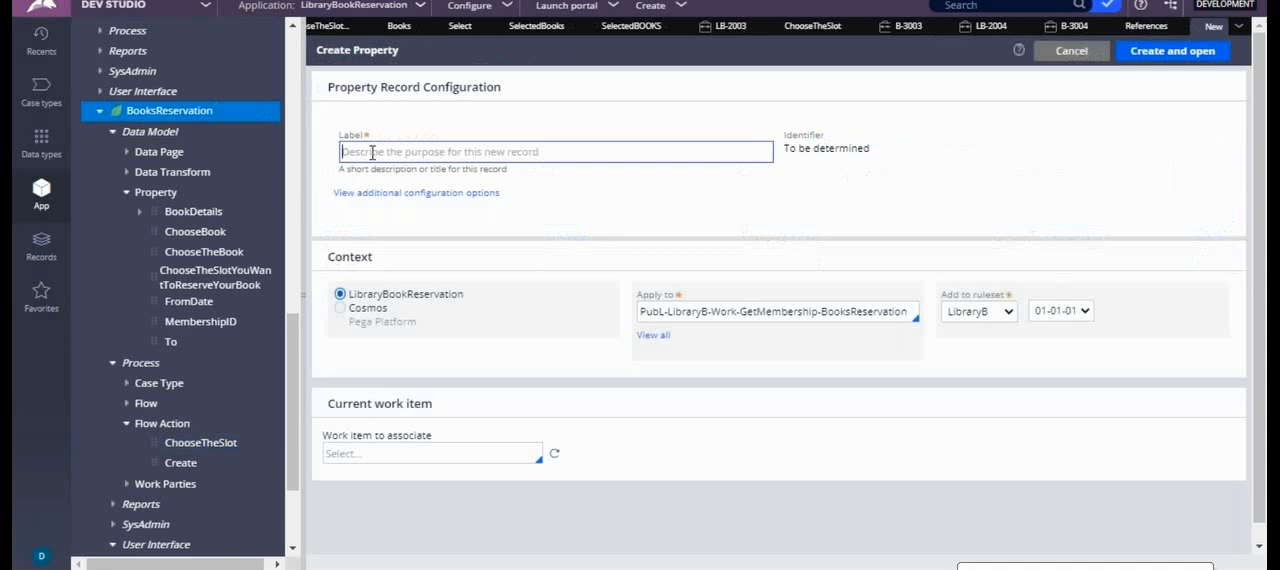 DEV STUDIO
Application: LibraryBookReservation
Configure
Launch portal
Create
Search
DEVELOPMENT
Recents
Case types
Data types
App
Records
Favorites
D
Process
Reports
SysAdmin
User Interface
BooksReservation
Data Model
Data Page
Data Transform
Property
BookDetails
ChooseBook
ChooseTheBook
ChooseTheSlotYouWan
tToReserveYourBook
FromDate
MembershipID
To
Process
Case Type
Flow
Flow Action
ChooseTheSlot
Create
Work Parties
Reports
SysAdmin
User Interface
seTheSlot...
Books
Select
SelectedBooks
SelectedBOOKS
LB-2003
ChooseTheSlot
B-3003
LB-2004
B-3004
References
New
Create Property
Cancel
Create and open
Property Record Configuration
Label*
Describe the purpose for this new record
A short description or title for this record
View additional configuration options
Identifier
To be determined
Context
LibraryBookReservation
Cosmos
Pega Platform
Apply to*
PubL-LibraryB-Work-GetMembership-BooksReservation
View all
Add to ruleset*
LibraryB
01-01-01
Current work item
Work item to associate
Select...